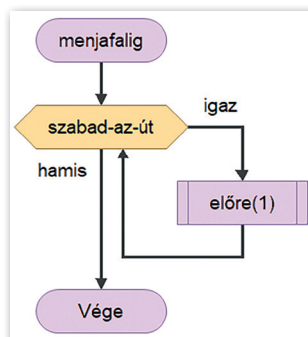 menjafalig
szabad-az-út
igaz
hamis
előre(1)
Vége